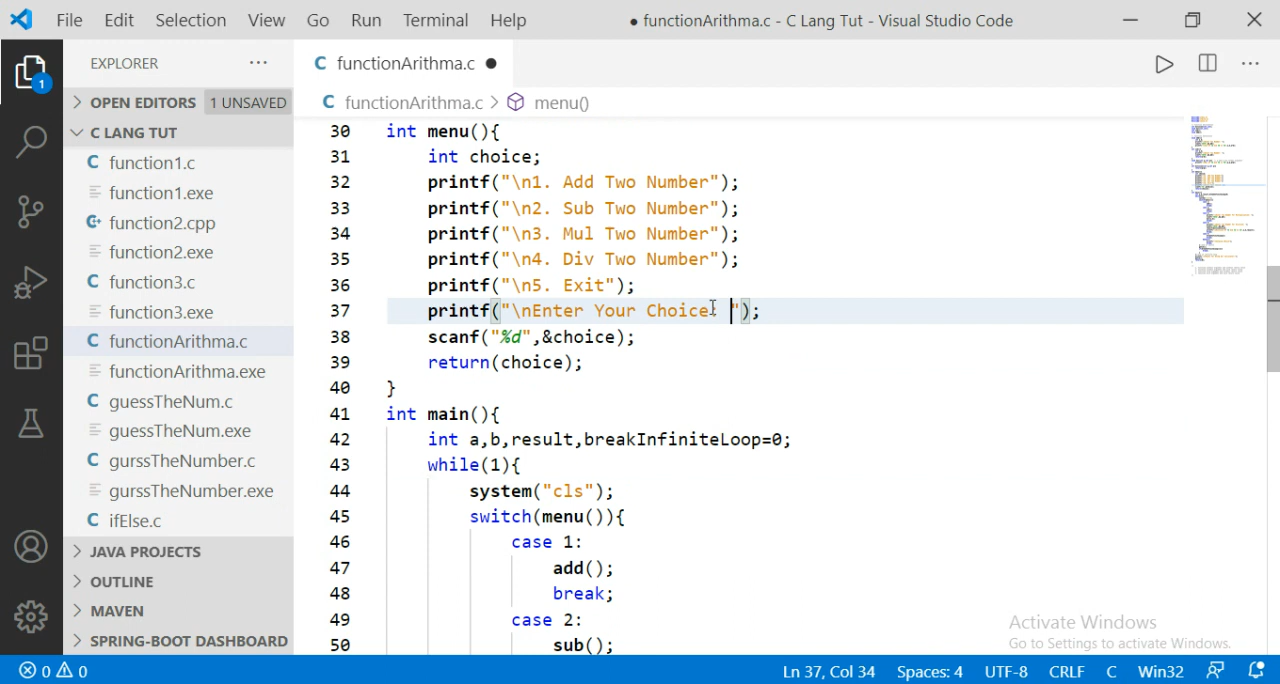 File Edit Selection View Go Run Terminal Help ● functionArithma.c - C Lang Tut - Visual Studio Code
EXPLORER ···
C functionArithma.c ●
1
OPEN EDITORS 1 UNSAVED
C functionArithma.c > menu()
C LANG TUT
C function1.c
function1.exe
C++ function2.cpp
function2.exe
C function3.c
function3.exe
C functionArithma.c
functionArithma.exe
C guessTheNum.c
guessTheNum.exe
C gurssTheNumber.c
gurssTheNumber.exe
C ifElse.c
JAVA PROJECTS
OUTLINE
MAVEN
SPRING-BOOT DASHBOARD
30 int menu(){
31 int choice;
32 printf("\n1. Add Two Number");
33 printf("\n2. Sub Two Number");
34 printf("\n3. Mul Two Number");
35 printf("\n4. Div Two Number");
36 printf("\n5. Exit");
37 printf("\nEnter Your Choice: ");
38 scanf("%d",&choice);
39 return(choice);
40 }
41 int main(){
42 int a,b,result,breakInfiniteLoop=0;
43 while(1){
44 system("cls");
45 switch(menu()){
46 case 1:
47 add();
48 break;
49 case 2:
50 sub();
Activate Windows
Go to Settings to activate Windows.
0 0 Ln 37, Col 34 Spaces: 4 UTF-8 CRLF C Win32